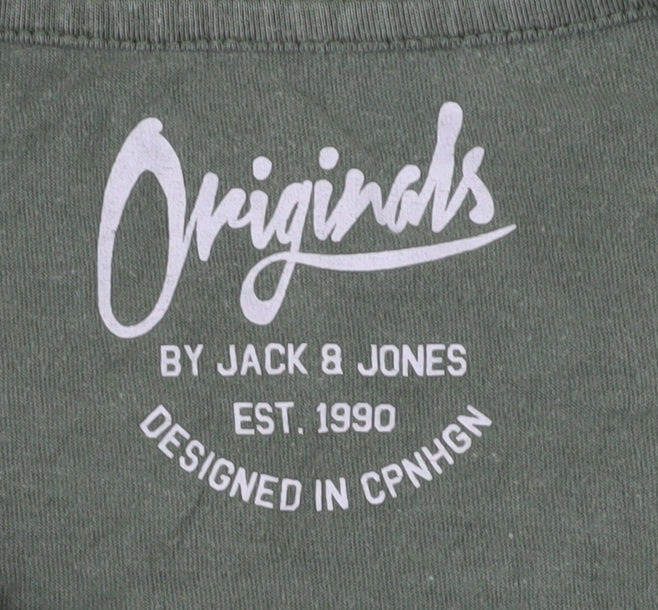 Originals
BY JACK & JONES
EST. 1990
DESIGNED IN CPNHGN